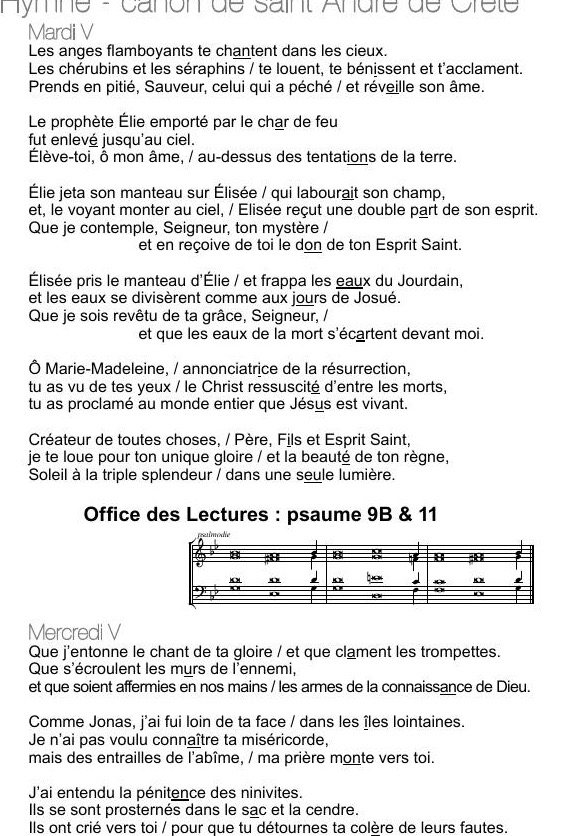 Hymne - canon de saint André de Crète
Mardi V
Les anges flamboyants te chantent dans les cieux.
Les chérubins et les séraphins / te louent, te bénissent et t'acclament.
Prends en pitié, Sauveur, celui qui a péché / et réveille son âme.
Le prophète Élie emporté par le char de feu
fut enlevé jusqu'au ciel.
Élève-toi, ô mon âme, / au-dessus des tentations de la terre.
Élie jeta son manteau sur Élisée / qui labourait son champ,
et, le voyant monter au ciel, / Elisée reçut une double part de son esprit.
Que je contemple, Seigneur, ton mystère /
et en reçoive de toi le don de ton Esprit Saint.
Élisée pris le manteau d'Élie / et frappa les eaux du Jourdain,
et les eaux se divisèrent comme aux jours de Josué.
Que je sois revêtu de ta grâce, Seigneur, /
et que les eaux de la mort s'écartent devant moi.
Ô Marie-Madeleine, / annonciatrice de la résurrection,
tu as vu de tes yeux / le Christ ressuscité d'entre les morts,
tu as proclamé au monde entier que Jésus est vivant.
Créateur de toutes choses, / Père, Fils et Esprit Saint,
je te loue pour ton unique gloire / et la beauté de ton règne,
Soleil à la triple splendeur / dans une seule lumière.
Office des Lectures : psaume 9B & 11
psalmodie
Mercredi V
Que j'entonne le chant de ta gloire / et que clament les trompettes.
Que s'écroulent les murs de l'ennemi,
et que soient affermies en nos mains / les armes de la connaissance de Dieu.
Comme Jonas, j'ai fui loin de ta face / dans les îles lointaines.
Je n'ai pas voulu connaître ta miséricorde,
mais des entrailles de l'abîme, / ma prière monte vers toi.
J'ai entendu la pénitence des ninivites.
Ils se sont prosternés dans le sac et la cendre.
Ils ont crié vers toi / pour que tu détournes ta colère de leurs fautes.